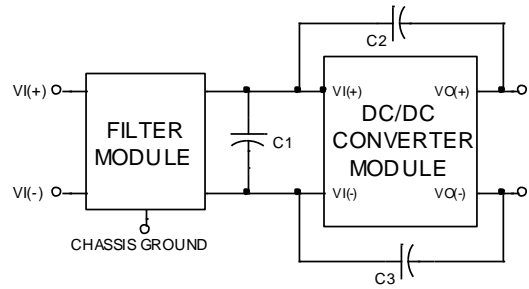 C2
VI(+)
FILTER
MODULE
C1
VI(+)
VO(+)
DC/DC
CONVERTER
MODULE
VI(-)
VI(-)
VO(-)
CHASSIS GROUND
C3